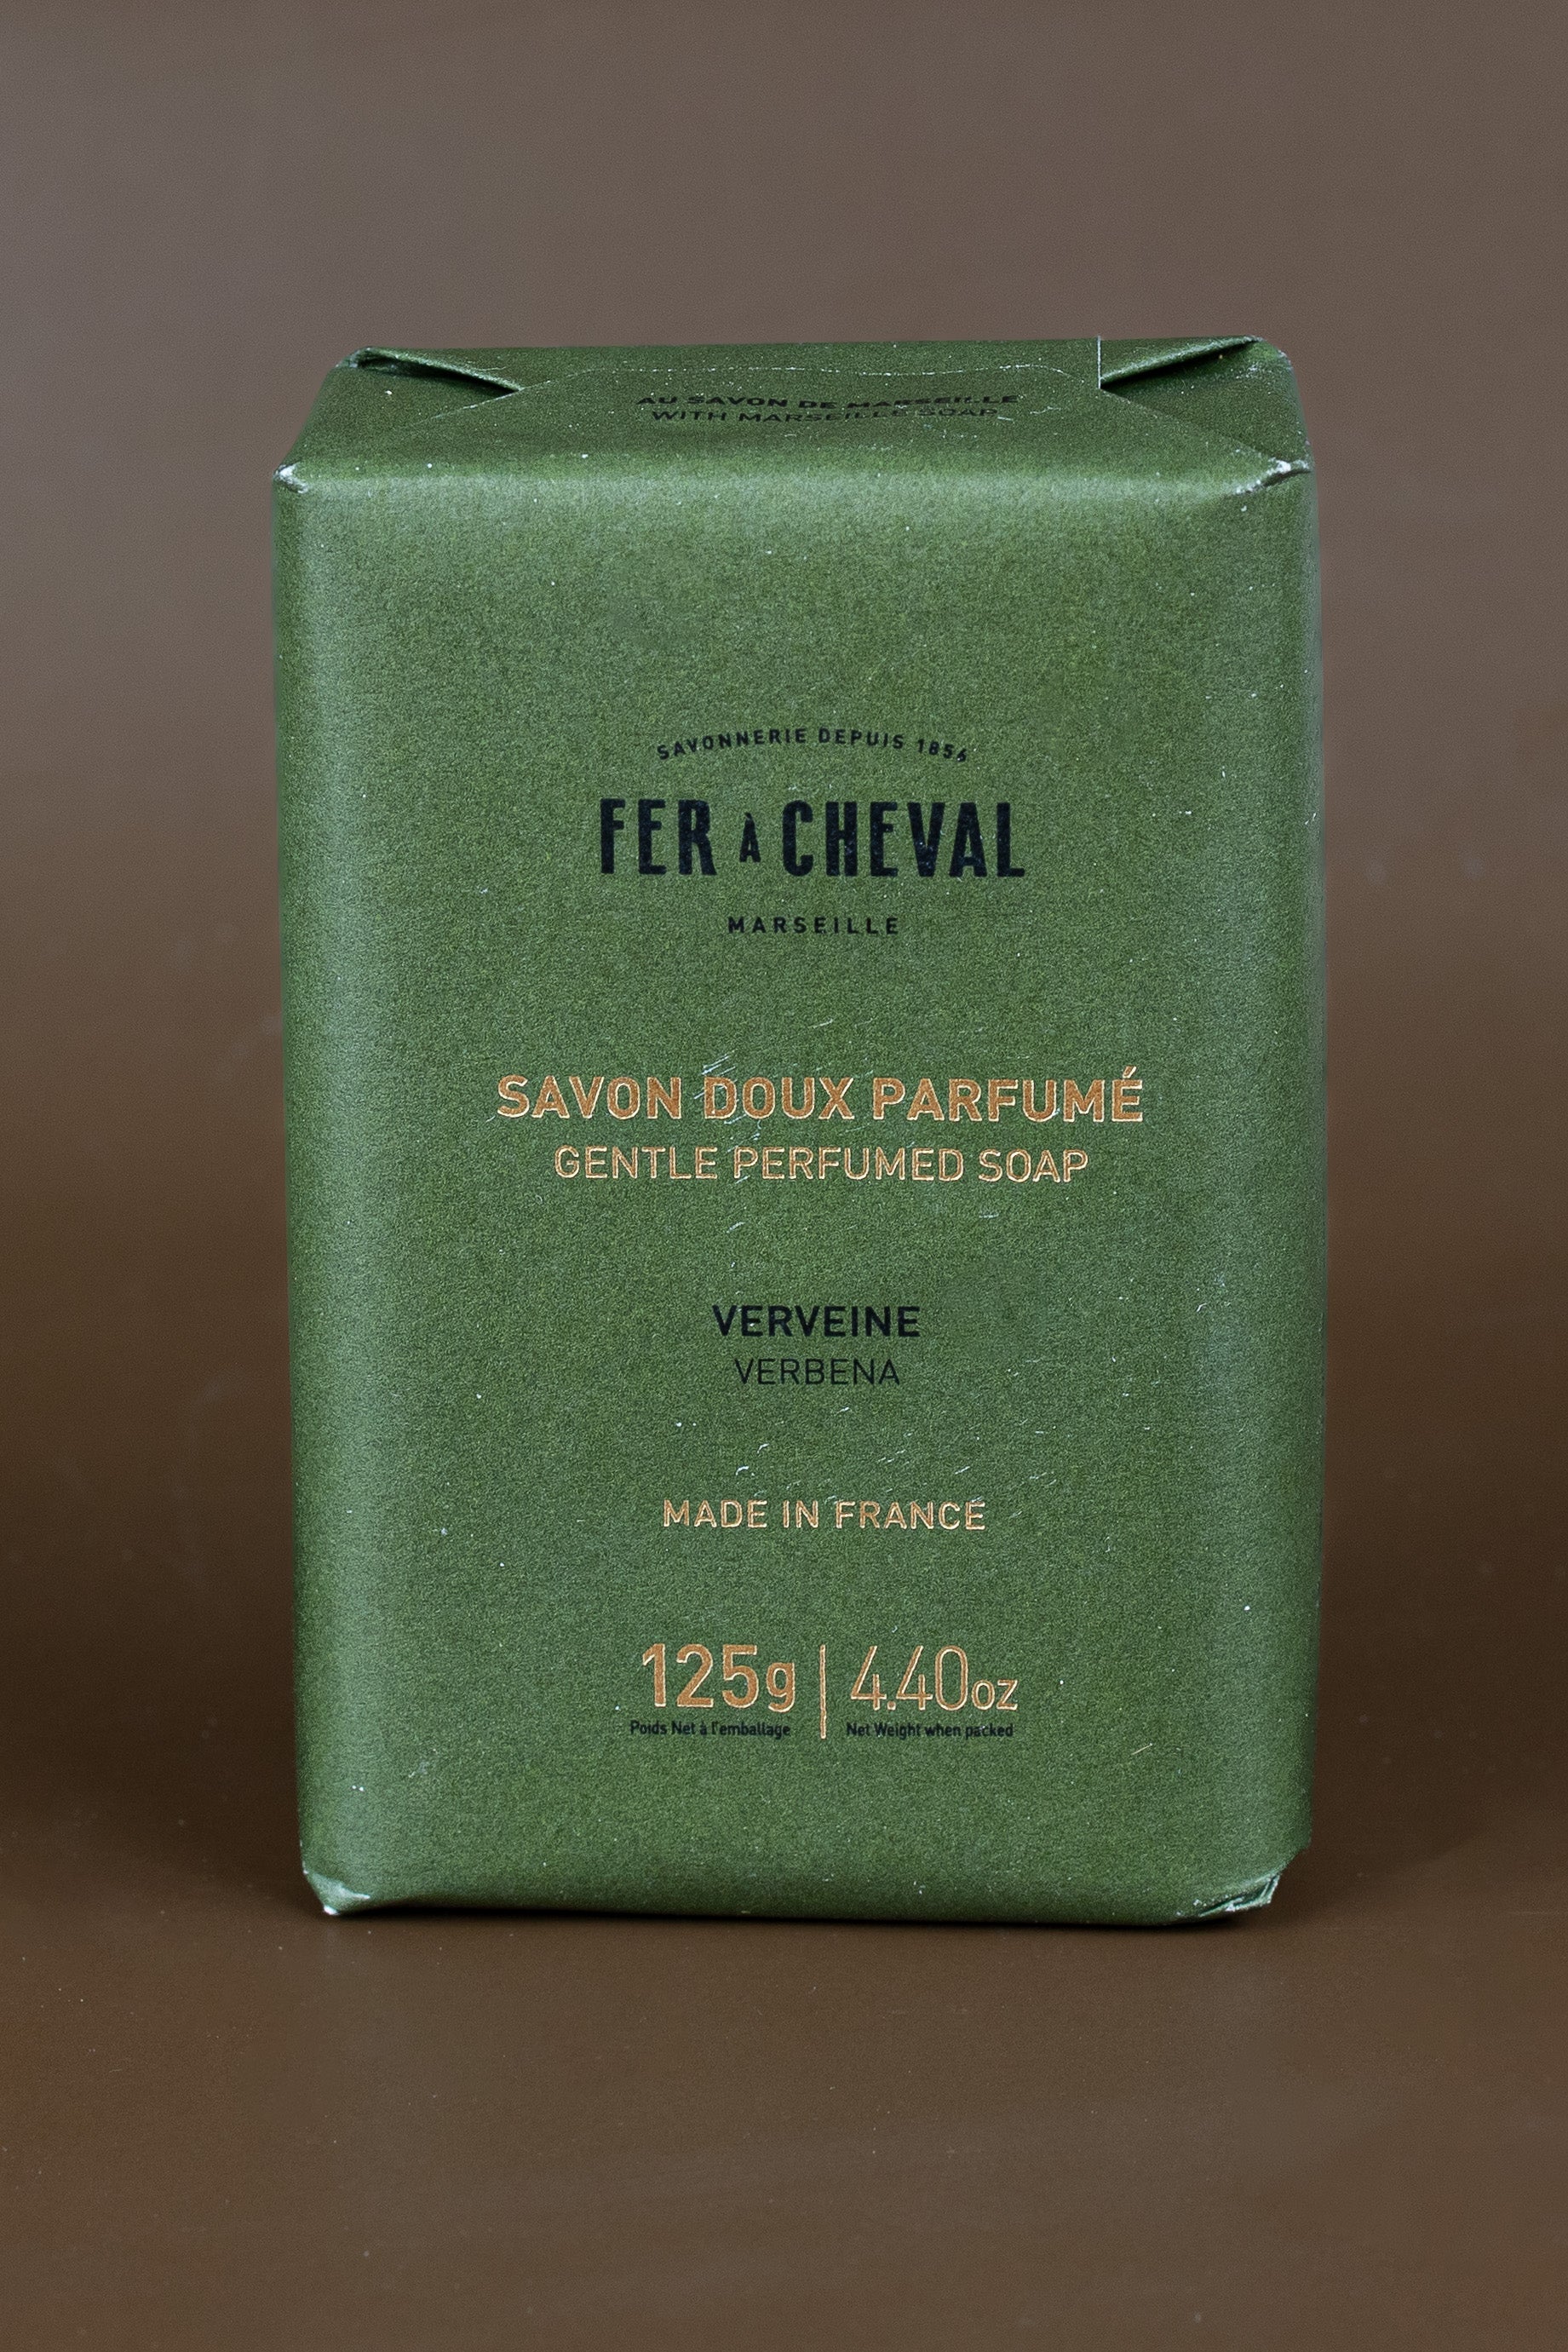 AU SAVON DE MARSEILLE
WITH MARSEILLE SOAP
SAVONNERIE DEPUIS 1856
FER À CHEVAL
MARSEILLE
SAVON DOUX PARFUMÉ
GENTLE PERFUMED SOAP
VERVEINE
VERBENA
MADE IN FRANCE
125g | 4.40oz
Poids Net à l'emballage Net Weight when packed